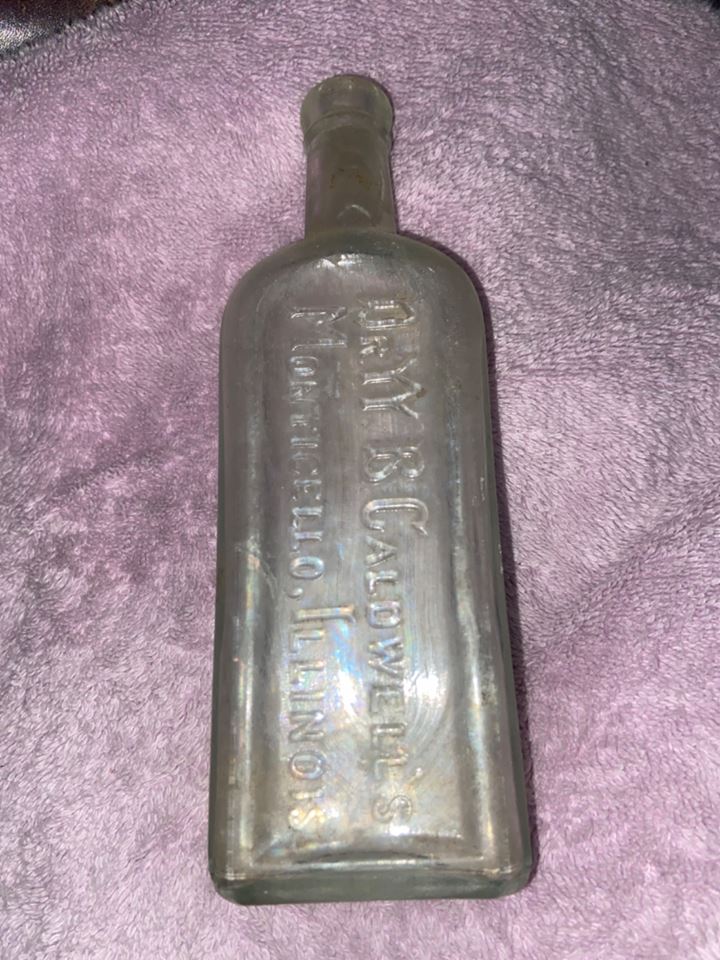 DR. W. B. CALDWELL'S
MONTICELLO, ILLINOIS